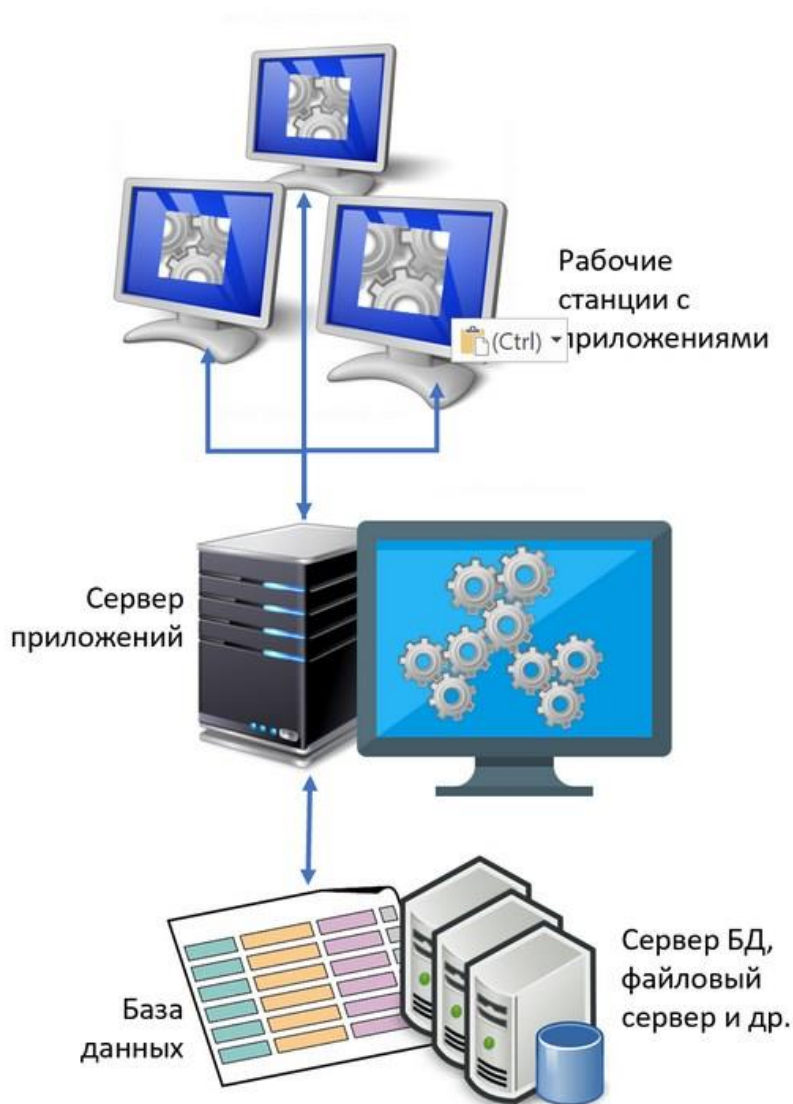 Рабочие
станции с
приложениями
(Ctrl)
Сервер
приложений
Сервер БД,
файловый
сервер и др.
База
данных